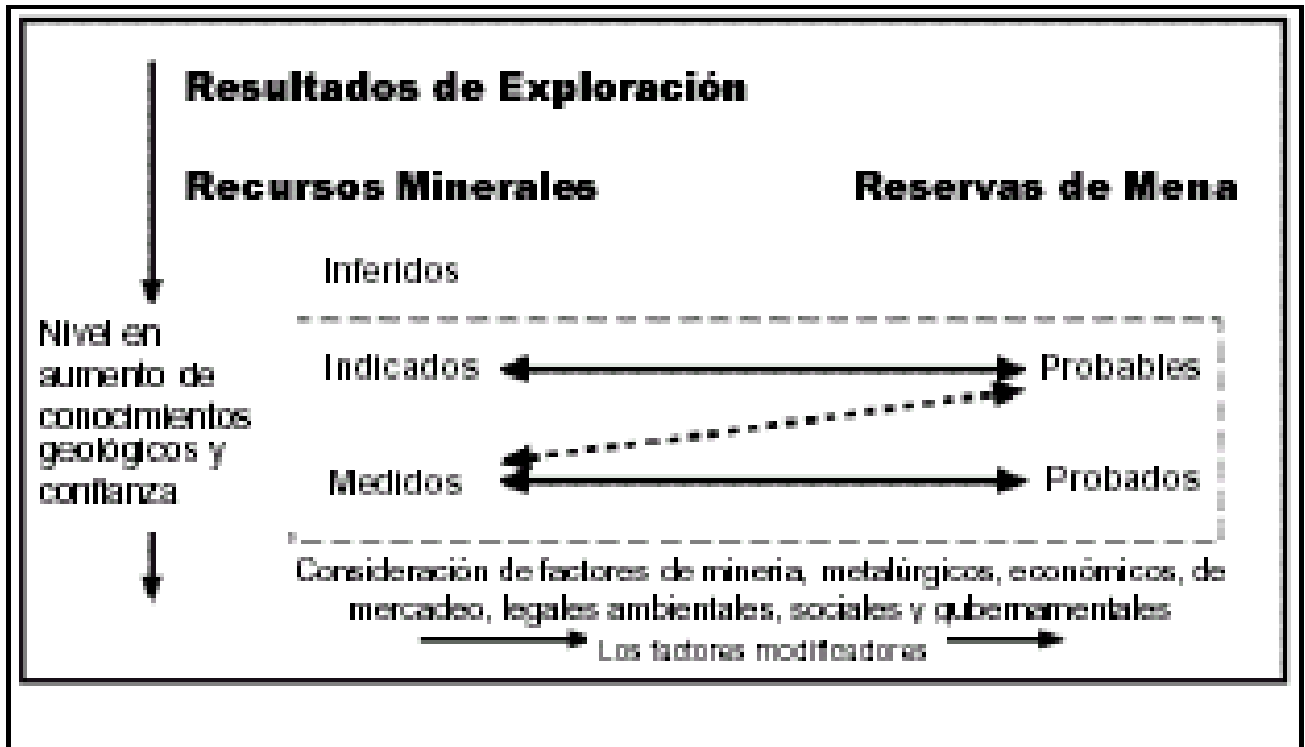 Resultados de Exploración
Recursos Minerales
Reservas de Mena
Inferidos
Nivel en
aumento de
conocimientos
geológicos y
confianza
Indicados
Probables
Medidos
Probados
Consideración de factores de minería, metalúrgicos, económicos, de
mercadeo, legales ambientales, sociales y gubernamentales
Los factores modificadores